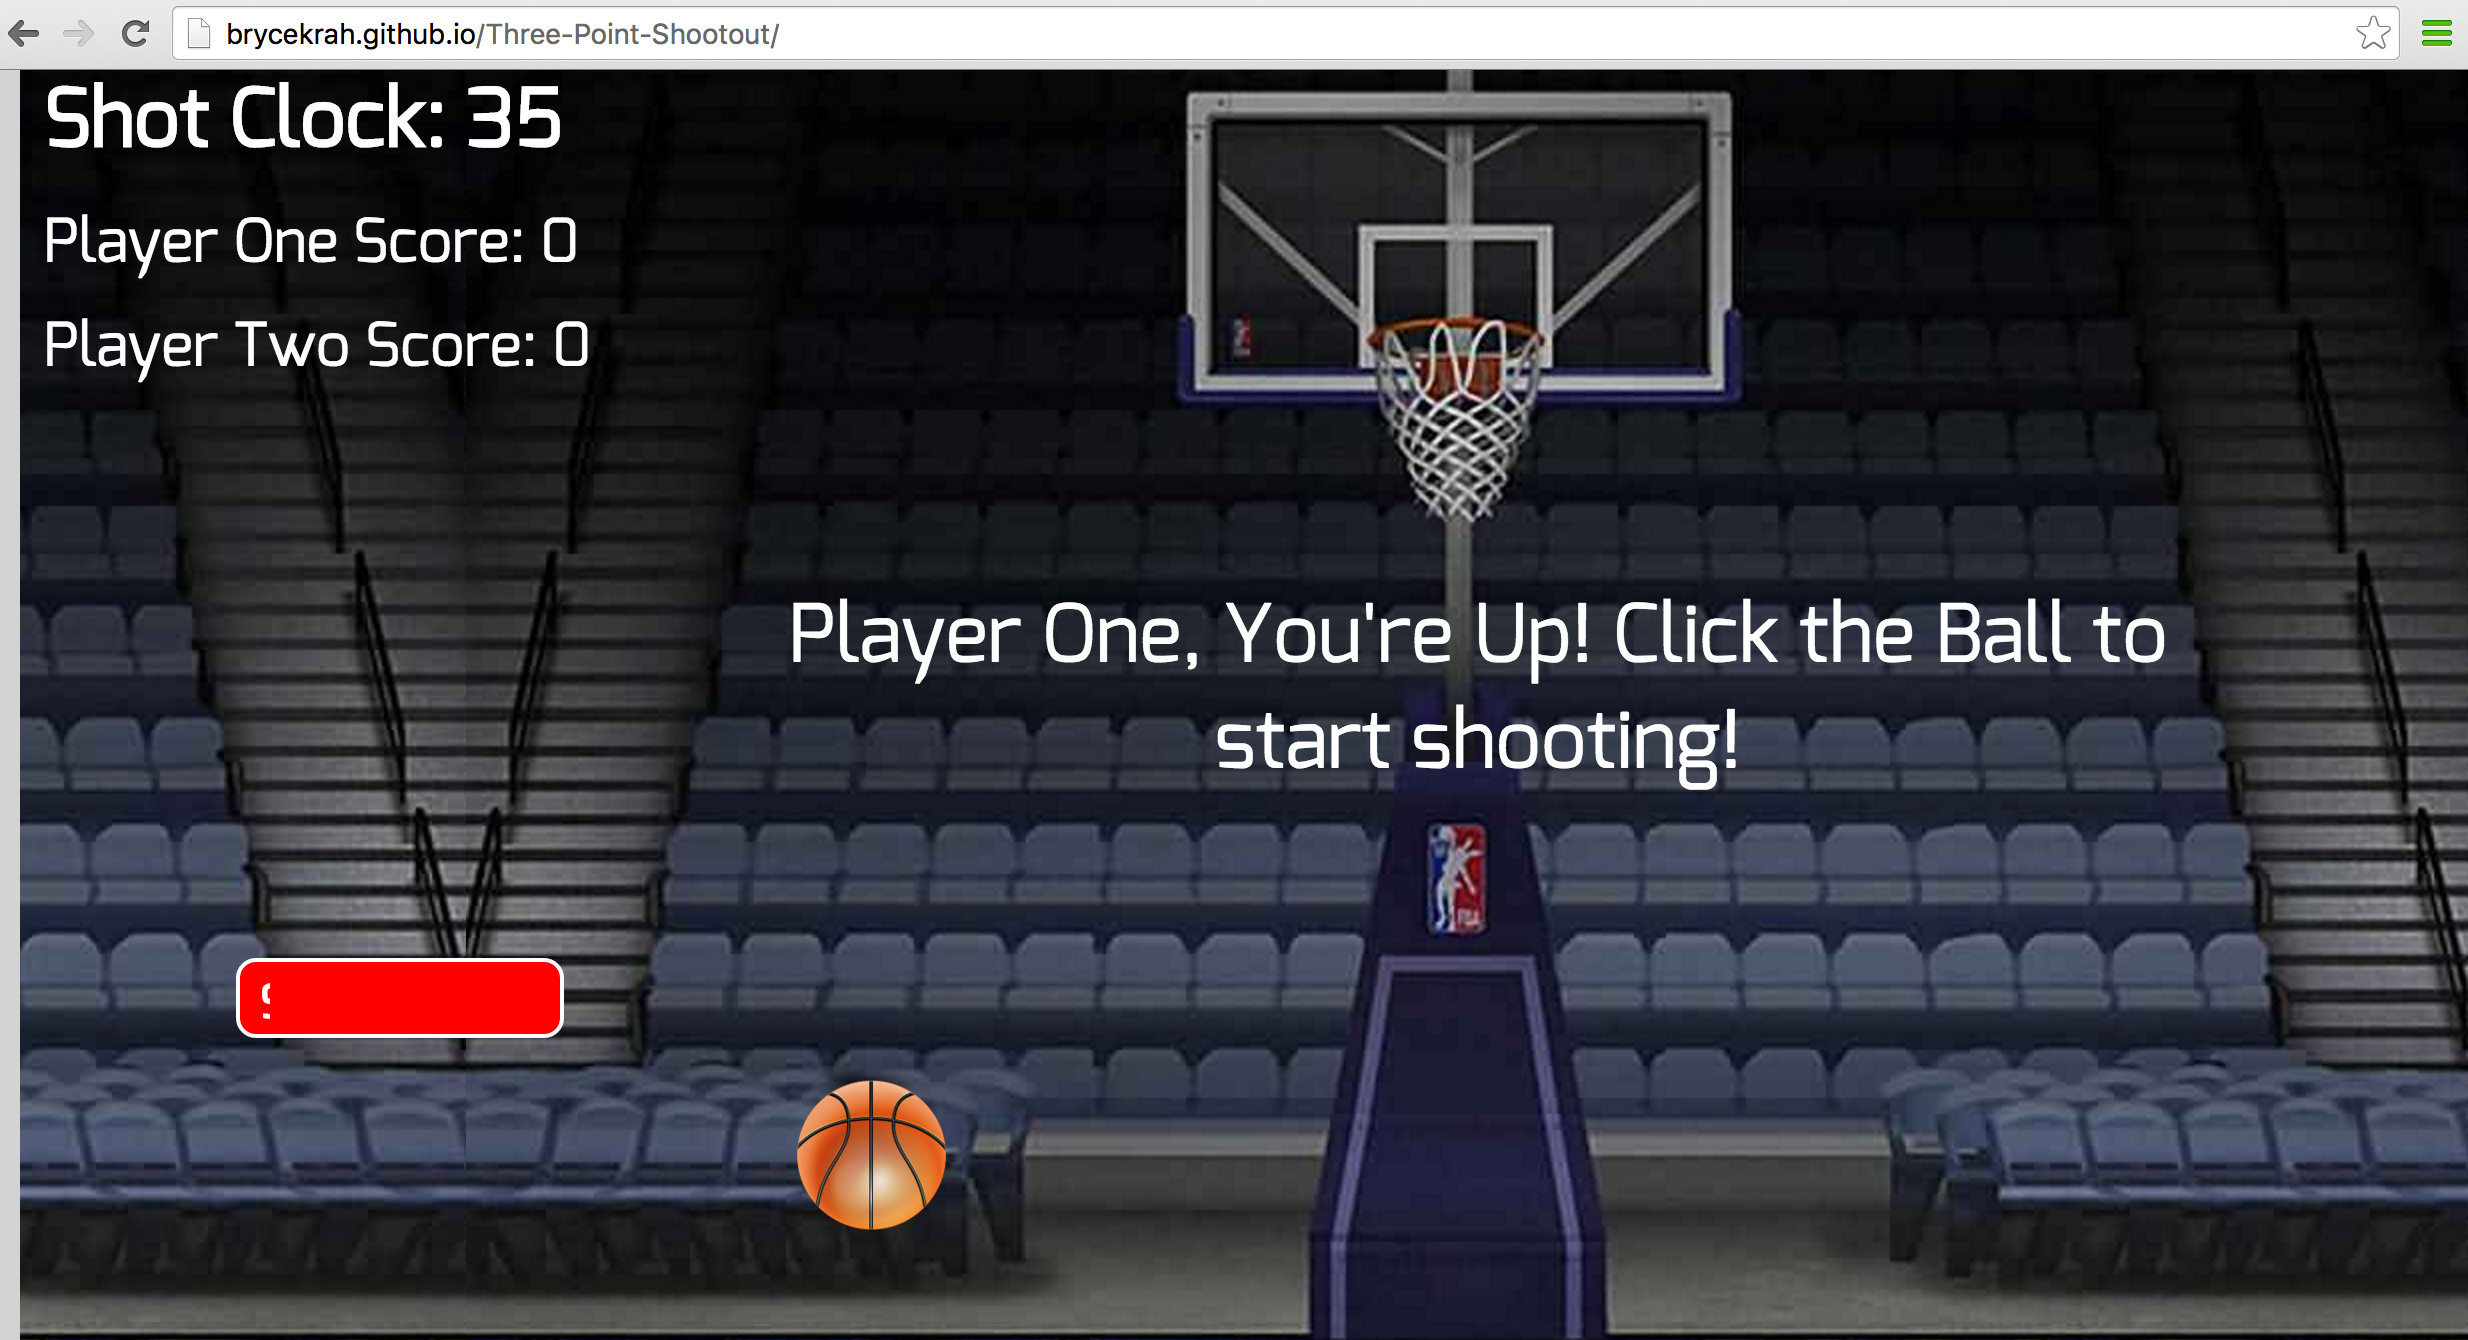 brycekrah.github.io/Three-Point-Shootout/
Shot Clock: 35
Player One Score: 0
Player Two Score: 0
Player One, You're Up! Click the Ball to
start shooting!